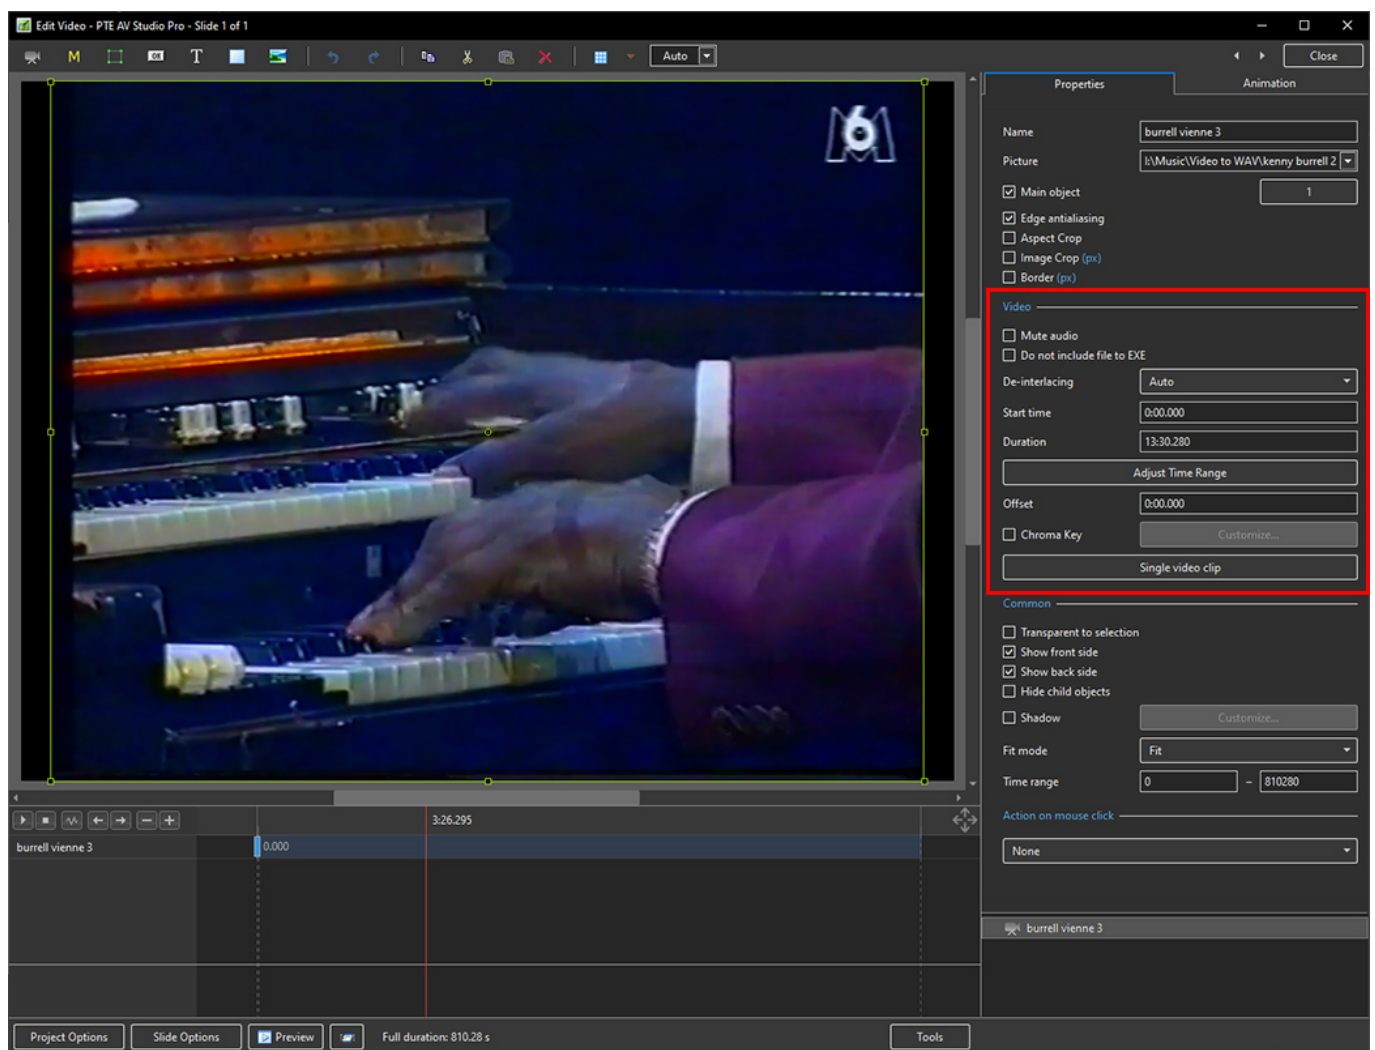 Edit Video - PTE AV Studio Pro - Slide 1 of 1
M OK T Auto Close
Properties Animation
M6
Name burrell vienne 3
Picture I:\Music\Video to WAV\kenny burrell 2
Main object 1
Edge antialiasing
Aspect Crop
Image Crop (px)
Border (px)
Video
Mute audio
Do not include file to EXE
De-interlacing Auto
Start time 0:00.000
Duration 13:30.280
Adjust Time Range
Offset 0:00.000
Chroma Key Customize...
Single video clip
Common
Transparent to selection
Show front side
Show back side
Hide child objects
Shadow Customize...
Fit mode Fit
Time range 0 – 810280
Action on mouse click
None
3:26.295
burrell vienne 3 0.000
burrell vienne 3
Project Options Slide Options Preview Full duration: 810.28 s Tools